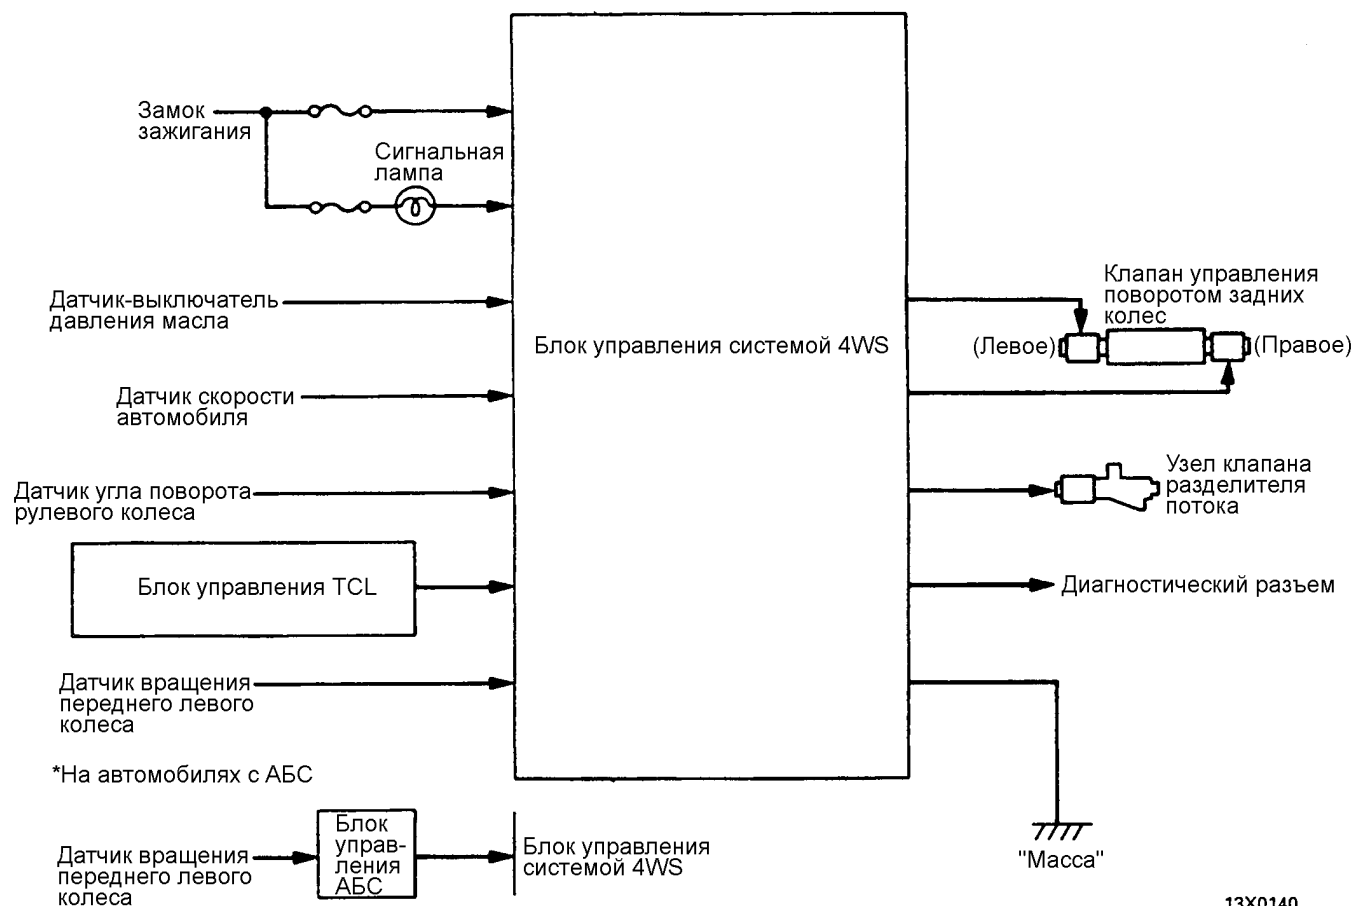 Замок
зажигания
Сигнальная
лампа
Датчик-выключатель
давления масла
Датчик скорости
автомобиля
Датчик угла поворота
рулевого колеса
Блок управления TCL
Датчик вращения
переднего левого
колеса
Блок управления системой 4WS
Клапан управления
поворотом задних
колес
(Левое)
(Правое)
Узел клапана
разделителя
потока
Диагностический разъем
"Масса"
*На автомобилях с АБС
Датчик вращения
переднего левого
колеса
Блок
управ-
ления
АБС
Блок управления
системой 4WS
13X0140